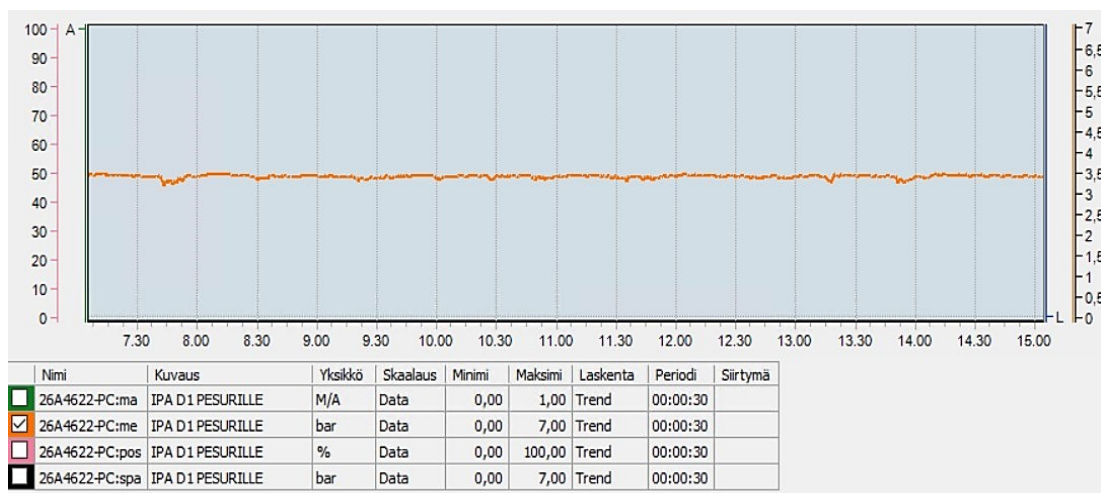 100 A 7
6,5
90 6
80 5,5
70 5
4,5
60 4
50 3,5
40 3
2,5
30 2
20 1,5
10 1
0,5
0 L 0
7.30 8.00 8.30 9.00 9.30 10.00 10.30 11.00 11.30 12.00 12.30 13.00 13.30 14.00 14.30 15.00
Nimi Kuvaus Yksikkö Skaalaus Minimi Maksimi Laskenta Periodi Siirtymä
26A4622-PC:ma IPA D1 PESURILLE M/A Data 0,00 1,00 Trend 00:00:30
26A4622-PC:me IPA D1 PESURILLE bar Data 0,00 7,00 Trend 00:00:30
26A4622-PC:pos IPA D1 PESURILLE % Data 0,00 100,00 Trend 00:00:30
26A4622-PC:spa IPA D1 PESURILLE bar Data 0,00 7,00 Trend 00:00:30